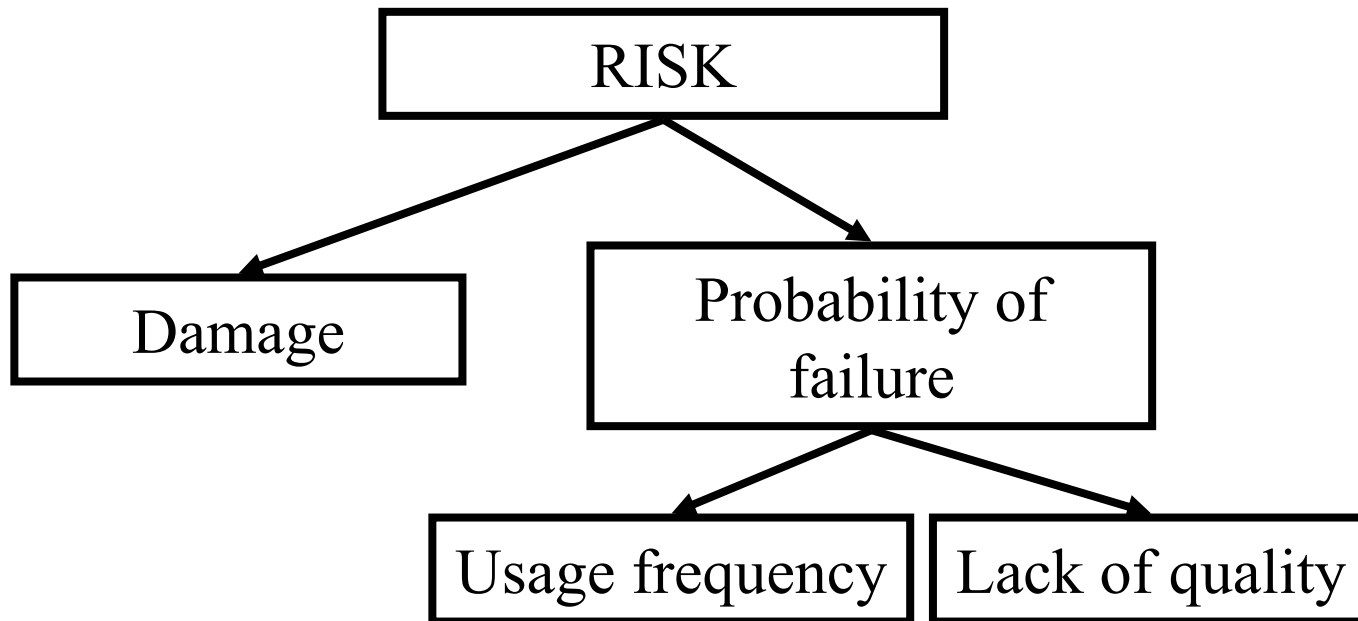 RISK
Damage
Probability of
failure
Usage frequency
Lack of quality